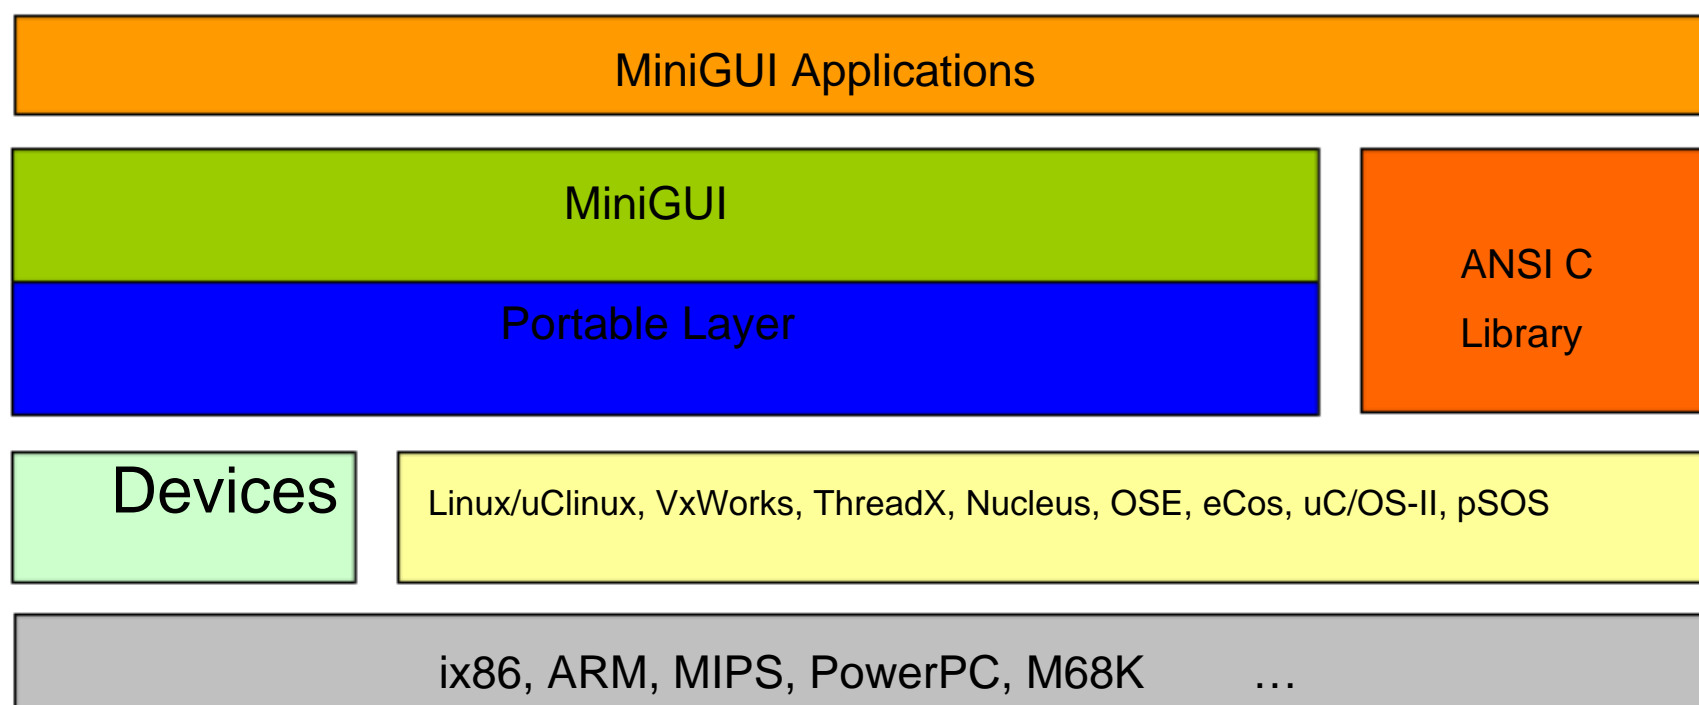 MiniGUI Applications
MiniGUI
Portable Layer
ANSI C
Library
Devices
Linux/uClinux, VxWorks, ThreadX, Nucleus, OSE, eCos, uC/OS-II, pSOS
ix86, ARM, MIPS, PowerPC, M68K …